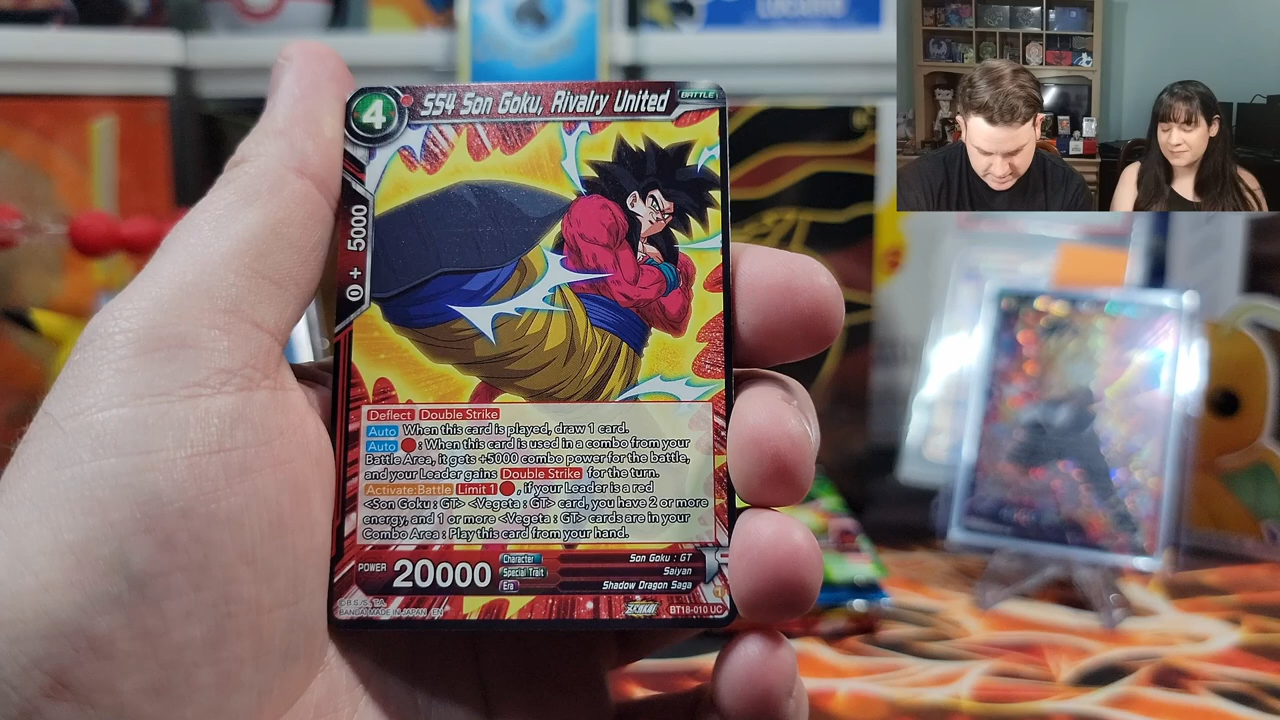 4
SS4 Son Goku, Rivalry United
BATTLE
0 + 5000
Deflect Double Strike
Auto When this card is played, draw 1 card.
Auto : When this card is used in a combo from your
Battle Area, it gets +5000 combo power for the battle,
and your Leader gains Double Strike for the turn.
Activate:Battle Limit 1 , if your Leader is a red
<Son Goku : GT> <Vegeta : GT> card, you have 2 or more
energy, and 1 or more <Vegeta : GT> cards are in your
Combo Area : Play this card from your hand.
POWER 20000
Character Son Goku : GT
Special Trait Saiyan
Era Shadow Dragon Saga
©B.S./S., T.A.
BANDAI MADE IN JAPAN EN
ZENKAI
BT18-010 UC